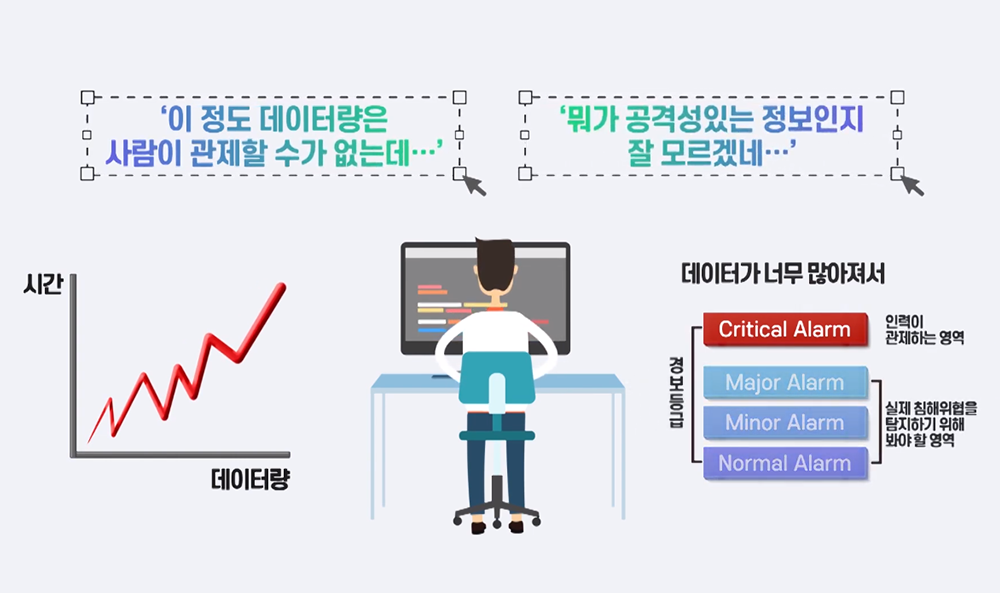 ‘이 정도 데이터량은
사람이 관제할 수가 없는데···’
‘뭐가 공격성있는 정보인지
잘 모르겠네···’
시간
데이터량
데이터가 너무 많아져서
경보등급
Critical Alarm
인력이
관제하는 영역
Major Alarm
Minor Alarm
Normal Alarm
실제 침해위협을
탐지하기 위해
봐야 할 영역